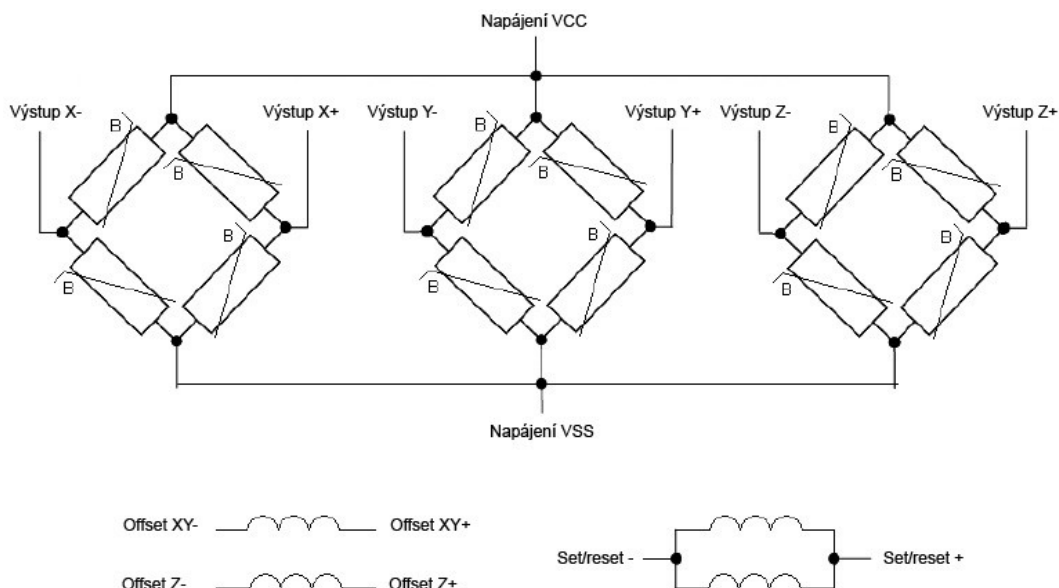 Napájení VCC
Výstup X-
Výstup X+
Výstup Y-
Výstup Y+
Výstup Z-
Výstup Z+
B
B
B
B
B
B
B
B
B
B
B
B
Napájení VSS
Offset XY-
Offset XY+
Set/reset -
Set/reset +
Offset Z-
Offset Z+